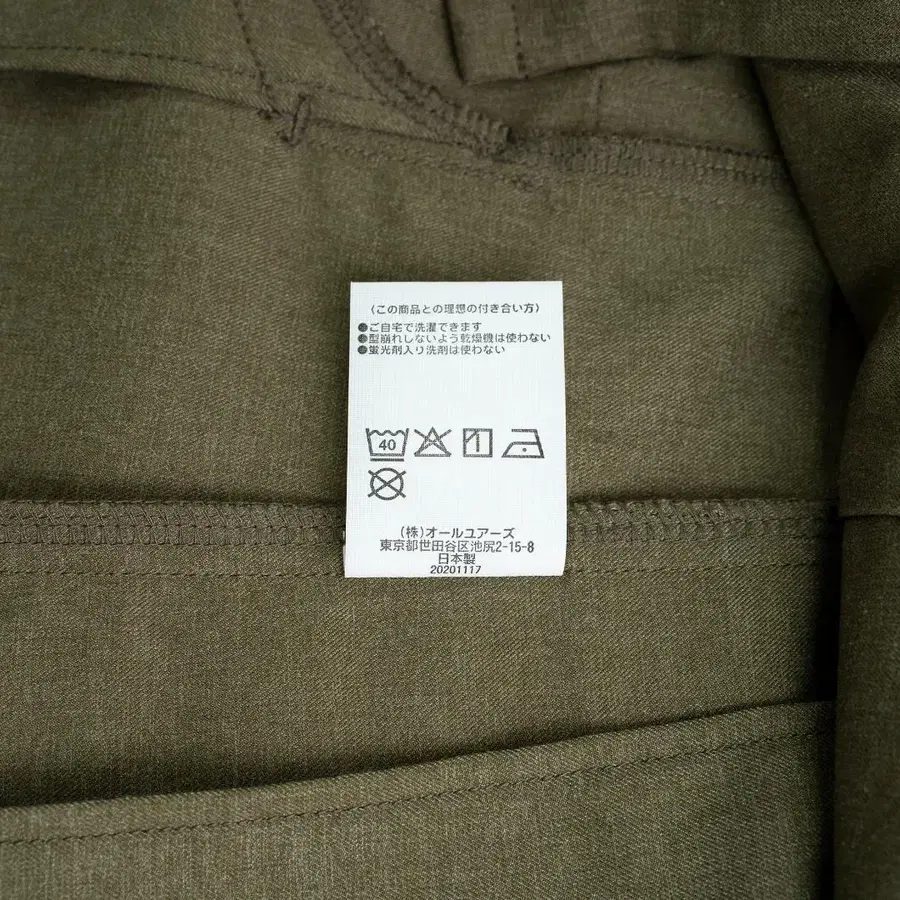 (この商品との理想の付き合い方)
●ご自宅で洗濯できます
●型崩れしないよう乾燥機は使わない
●蛍光剤入り洗剤は使わない
40
(株)オールユアーズ
東京都世田谷区池尻2-15-8
日本製
20201117